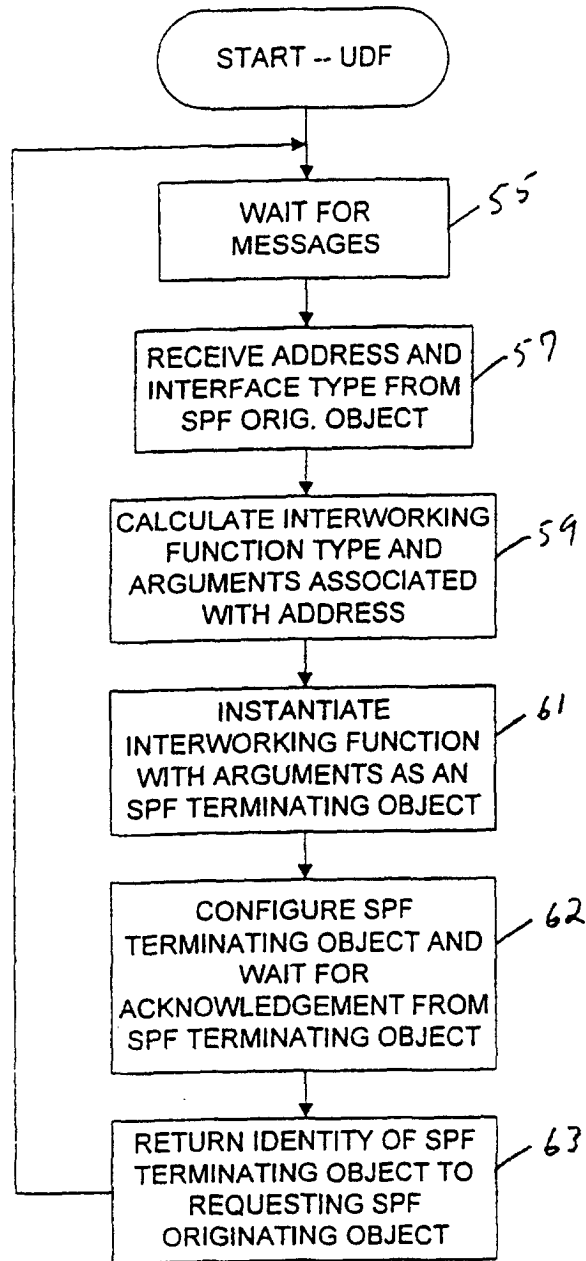 START -- UDF
WAIT FOR
MESSAGES
55
RECEIVE ADDRESS AND
INTERFACE TYPE FROM
SPF ORIG. OBJECT
57
CALCULATE INTERWORKING
FUNCTION TYPE AND
ARGUMENTS ASSOCIATED
WITH ADDRESS
59
INSTANTIATE
INTERWORKING FUNCTION
WITH ARGUMENTS AS AN
SPF TERMINATING OBJECT
61
CONFIGURE SPF
TERMINATING OBJECT AND
WAIT FOR
ACKNOWLEDGEMENT FROM
SPF TERMINATING OBJECT
62
RETURN IDENTITY OF SPF
TERMINATING OBJECT TO
REQUESTING SPF
ORIGINATING OBJECT
63